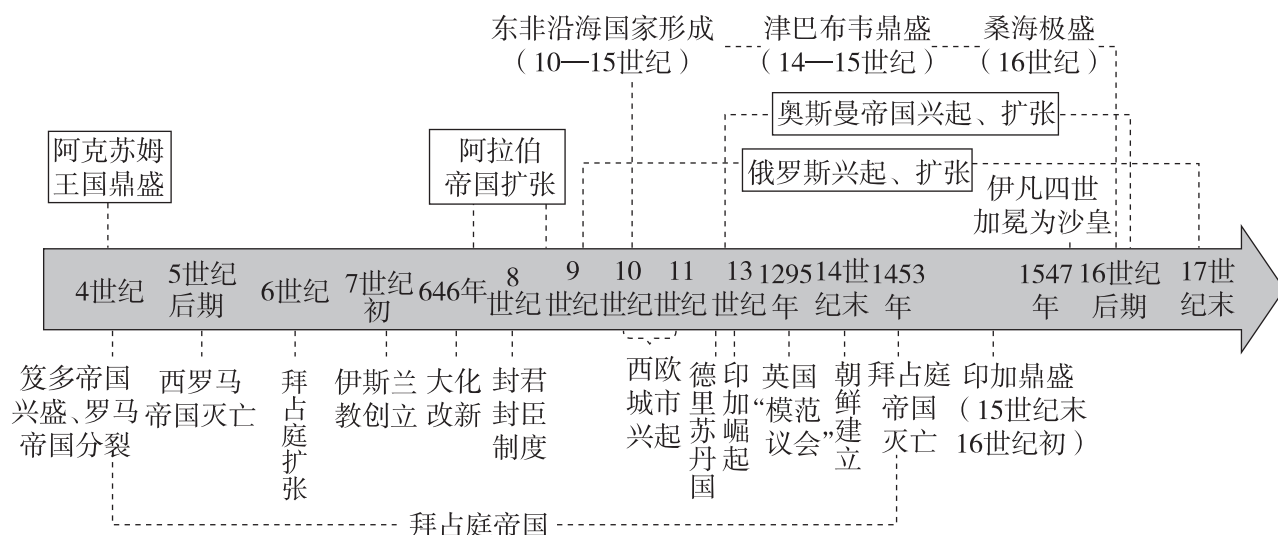 东非沿海国家形成
（10—15世纪）
津巴布韦鼎盛
（14—15世纪）
桑海极盛
（16世纪）
奥斯曼帝国兴起、扩张
阿克苏姆
王国鼎盛
阿拉伯
帝国扩张
俄罗斯兴起、扩张
伊凡四世
加冕为沙皇
4世纪
5世纪
后期
6世纪
7世纪
初
646年
8
世纪
9
世纪
10
世纪
11
世纪
13
世纪
1295
年
14世
纪末
1453
年
1547
年
16世纪
后期
17世
纪末
笈多帝国
兴盛、罗马
帝国分裂
西罗马
帝国灭亡
拜占庭扩张
伊斯兰
教创立
大化
改新
封君
封臣
制度
西欧
城市
兴起
德里苏丹国
印加崛起
英国
“模范
议会”
朝鲜建立
拜占庭
帝国
灭亡
印加鼎盛
（15世纪末
16世纪初）
拜占庭帝国